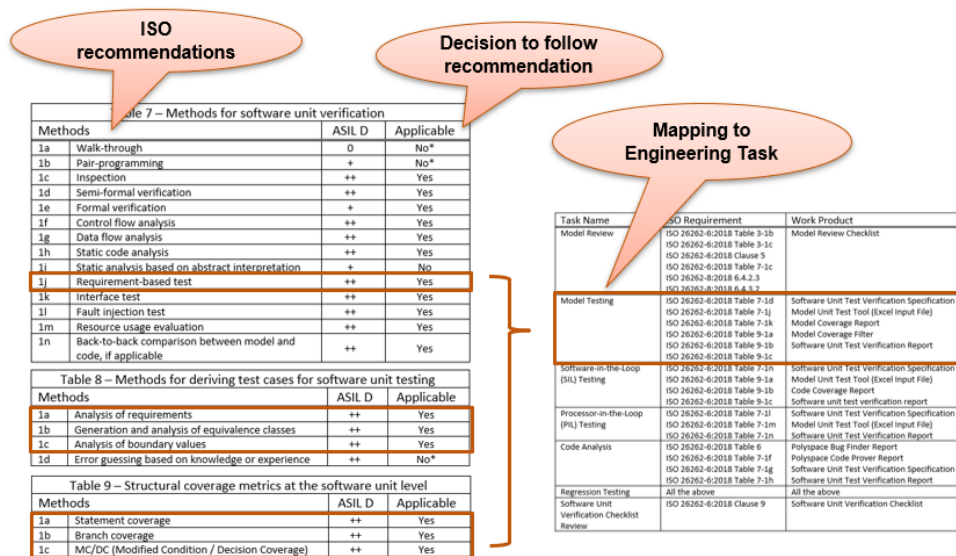 ISO
recommendations
Decision to follow
recommendation
Mapping to
Engineering Task
7 – Methods for software unit verification
Methods ASIL D Applicable
1a Walk-through 0 No*
1b Pair-programming + No*
1c Inspection ++ Yes
1d Semi-formal verification ++ Yes
1e Formal verification + Yes
1f Control flow analysis ++ Yes
1g Data flow analysis ++ Yes
1h Static code analysis ++ Yes
1i Static analysis based on abstract interpretation + No
1j Requirement-based test ++ Yes
1k Interface test ++ Yes
1l Fault injection test ++ Yes
1m Resource usage evaluation ++ Yes
1n Back-to-back comparison between model and
code, if applicable ++ Yes
Table 8 – Methods for deriving test cases for software unit testing
Methods ASIL D Applicable
1a Analysis of requirements ++ Yes
1b Generation and analysis of equivalence classes ++ Yes
1c Analysis of boundary values ++ Yes
1d Error guessing based on knowledge or experience ++ No*
Table 9 – Structural coverage metrics at the software unit level
Methods ASIL D Applicable
1a Statement coverage ++ Yes
1b Branch coverage ++ Yes
1c MC/DC (Modified Condition / Decision Coverage) ++ Yes
Task Name ISO Requirement Work Product
Model Review ISO 26262-6:2018 Table 3-1b Model Review Checklist
ISO 26262-6:2018 Table 3-1c
ISO 26262-6:2018 Clause 5
ISO 26262-6:2018 Table 7-1c
ISO 26262-8:2018 6.4.2.3
ISO 26262-8:2018 6.4.3.2
Model Testing ISO 26262-6:2018 Table 7-1d Software Unit Test Verification Specification
ISO 26262-6:2018 Table 7-1j Model Unit Test Tool (Excel Input File)
ISO 26262-6:2018 Table 7-1k Model Coverage Report
ISO 26262-6:2018 Table 9-1a Model Coverage Filter
ISO 26262-6:2018 Table 9-1b Software Unit Test Verification Report
ISO 26262-6:2018 Table 9-1c
Software-in-the-Loop ISO 26262-6:2018 Table 7-1n Software Unit Test Verification Specification
(SIL) Testing ISO 26262-6:2018 Table 9-1a Model Unit Test Tool (Excel Input File)
ISO 26262-6:2018 Table 9-1b Code Coverage Report
ISO 26262-6:2018 Table 9-1c Software unit test verification report
Processor-in-the-Loop ISO 26262-6:2018 Table 7-1l Software Unit Test Verification Specification
(PIL) Testing ISO 26262-6:2018 Table 7-1m Model Unit Test Tool (Excel Input File)
ISO 26262-6:2018 Table 7-1n Software Unit Test Verification Report
Code Analysis ISO 26262-6:2018 Table 6 Polyspace Bug Finder Report
ISO 26262-6:2018 Table 7-1f Polyspace Code Prover Report
ISO 26262-6:2018 Table 7-1g Software Unit Test Verification Specification
ISO 26262-6:2018 Table 7-1h Software Unit Test Verification Report
Regression Testing All the above All the above
Software Unit ISO 26262-6:2018 Clause 9 Software Unit Verification Checklist
Verification Checklist
Review